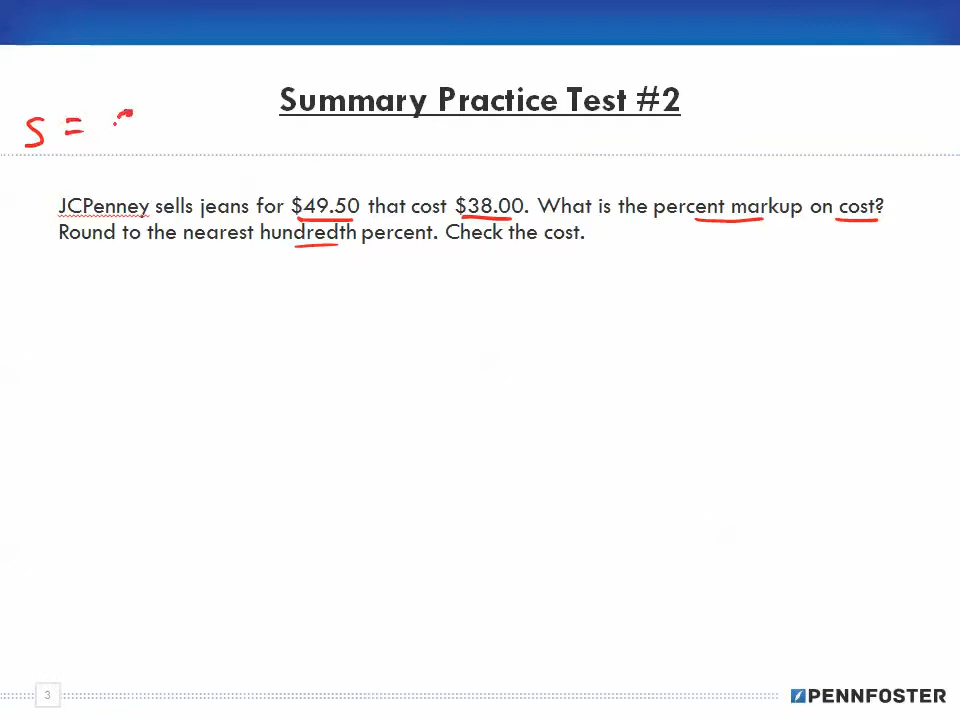 Summary Practice Test #2
S =
JCPenney sells jeans for $49.50 that cost $38.00. What is the percent markup on cost?
Round to the nearest hundredth percent. Check the cost.
3
PENNFOSTER